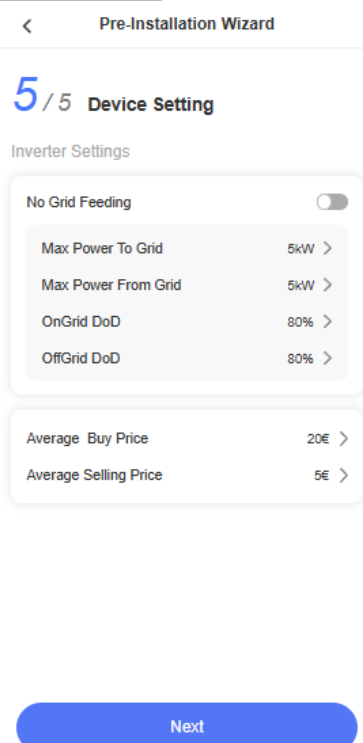 Pre-Installation Wizard
5 / 5 Device Setting
Inverter Settings
No Grid Feeding
Max Power To Grid 5kW
Max Power From Grid 5kW
OnGrid DoD 80%
OffGrid DoD 80%
Average Buy Price 20€
Average Selling Price 5€
Next